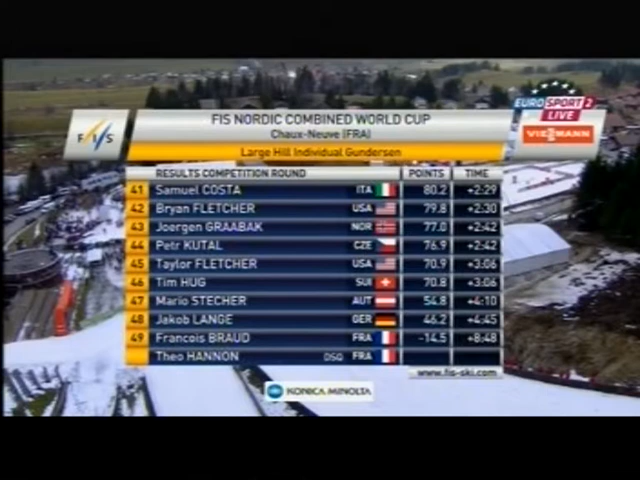 FIS NORDIC COMBINED WORLD CUP
Chaux-Neuve (FRA)
Large Hill Individual Gundersen
FIS
EUROSPORT 2
LIVE
VIESMANN
RESULTS COMPETITION ROUND POINTS TIME
41 Samuel COSTA ITA 80.2 +2:29
42 Bryan FLETCHER USA 79.8 +2:30
43 Joergen GRAABAK NOR 77.0 +2:42
44 Petr KUTAL CZE 76.9 +2:42
45 Taylor FLETCHER USA 70.9 +3:06
46 Tim HUG SUI 70.8 +3:06
47 Mario STECHER AUT 54.8 +4:10
48 Jakob LANGE GER 46.2 +4:45
49 Francois BRAUD FRA -14.5 +8:48
Theo HANNON DSQ FRA
www.fis-ski.com
KONICA MINOLTA